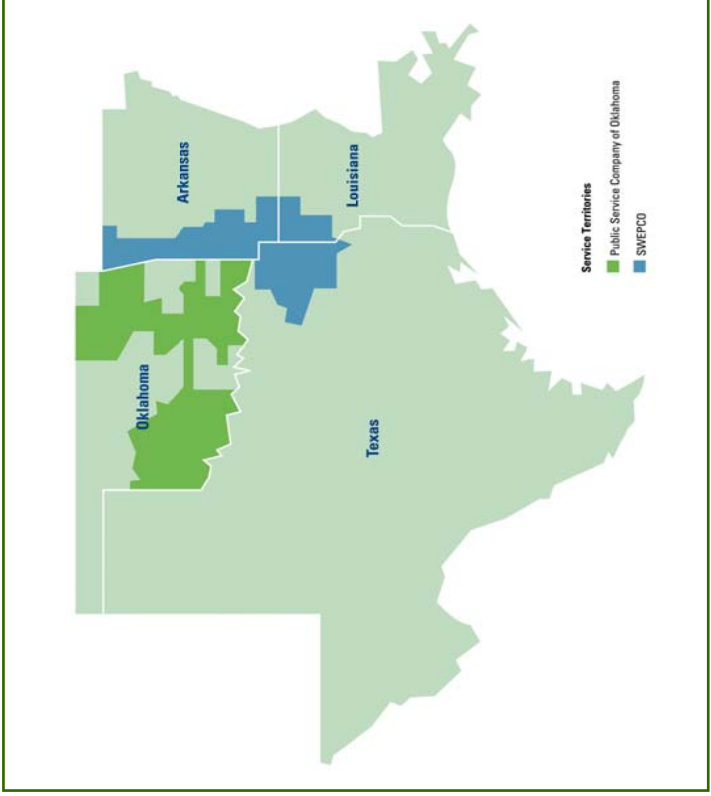 Oklahoma
Arkansas
Texas
Louisiana
Service Territories
Public Service Company of Oklahoma
SWEPCO